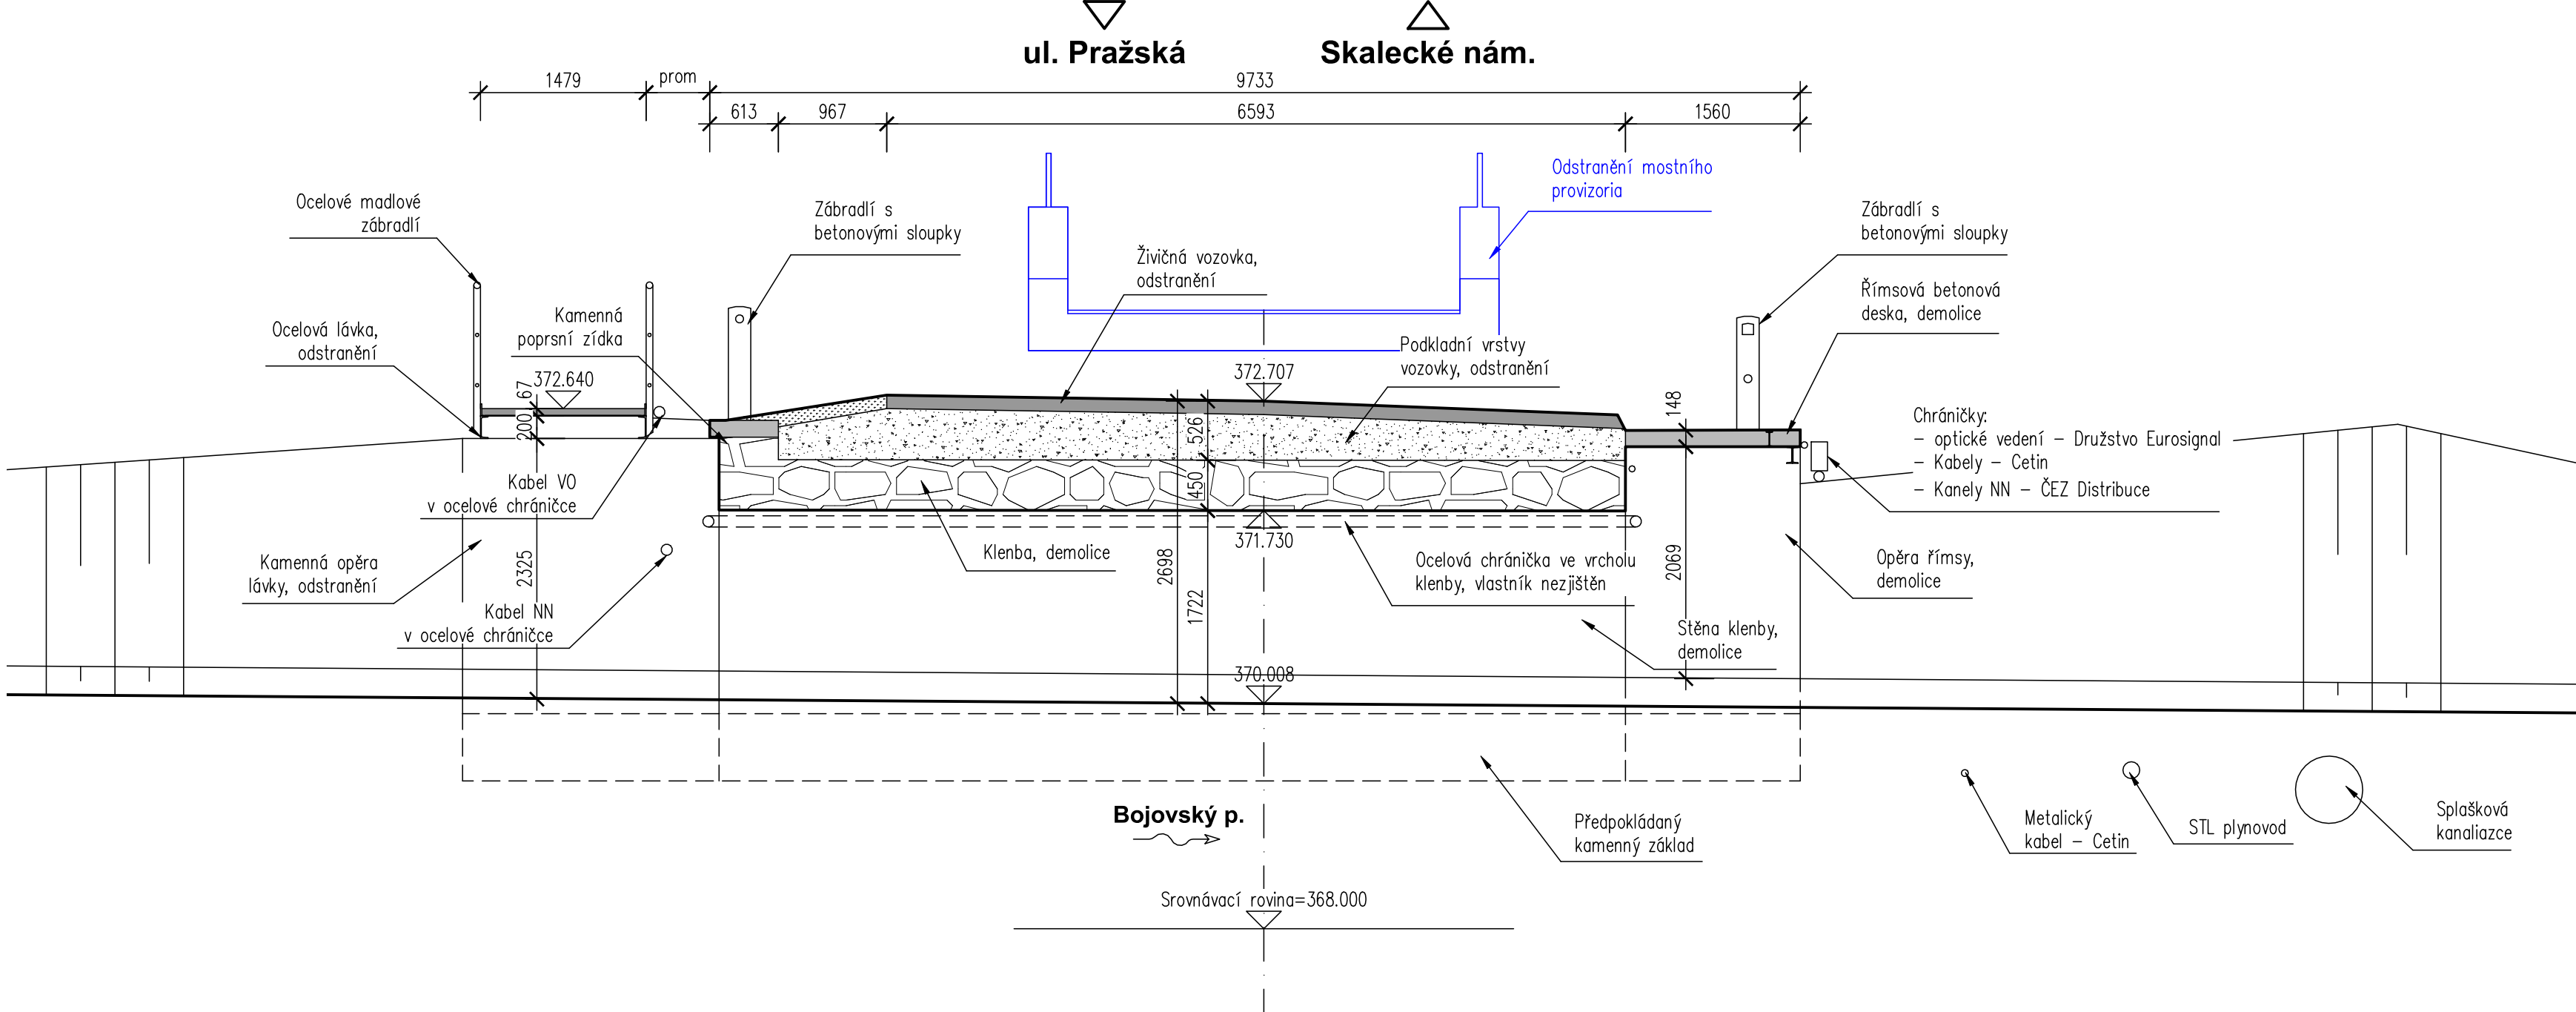 ul. Pražská
Skalecké nám.
1479
prom
9733
613
967
6593
1560
Odstranění mostního
provizoria
Ocelové madlové
zábradlí
Zábradlí s
betonovými sloupky
Zábradlí s
betonovými sloupky
Živičná vozovka,
odstranění
Římsová betonová
deska, demolice
Kamenná
poprsní zídka
Ocelová lávka,
odstranění
Podkladní vrstvy
vozovky, odstranění
372.640
67
200
372.707
526
450
148
Chráničky:
– optické vedení – Družstvo Eurosignal
– Kabely – Cetin
– Kanely NN – ČEZ Distribuce
Kabel VO
v ocelové chráničce
371.730
Klenba, demolice
Ocelová chránička ve vrcholu
klenby, vlastník nezjištěn
Opěra římsy,
demolice
Kamenná opěra
lávky, odstranění
2325
2698
1722
2069
Kabel NN
v ocelové chráničce
Stěna klenby,
demolice
370.008
Bojovský p.
Předpokládaný
kamenný základ
Metalický
kabel – Cetin
STL plynovod
Splašková
kanaliazce
Srovnávací rovina=368.000